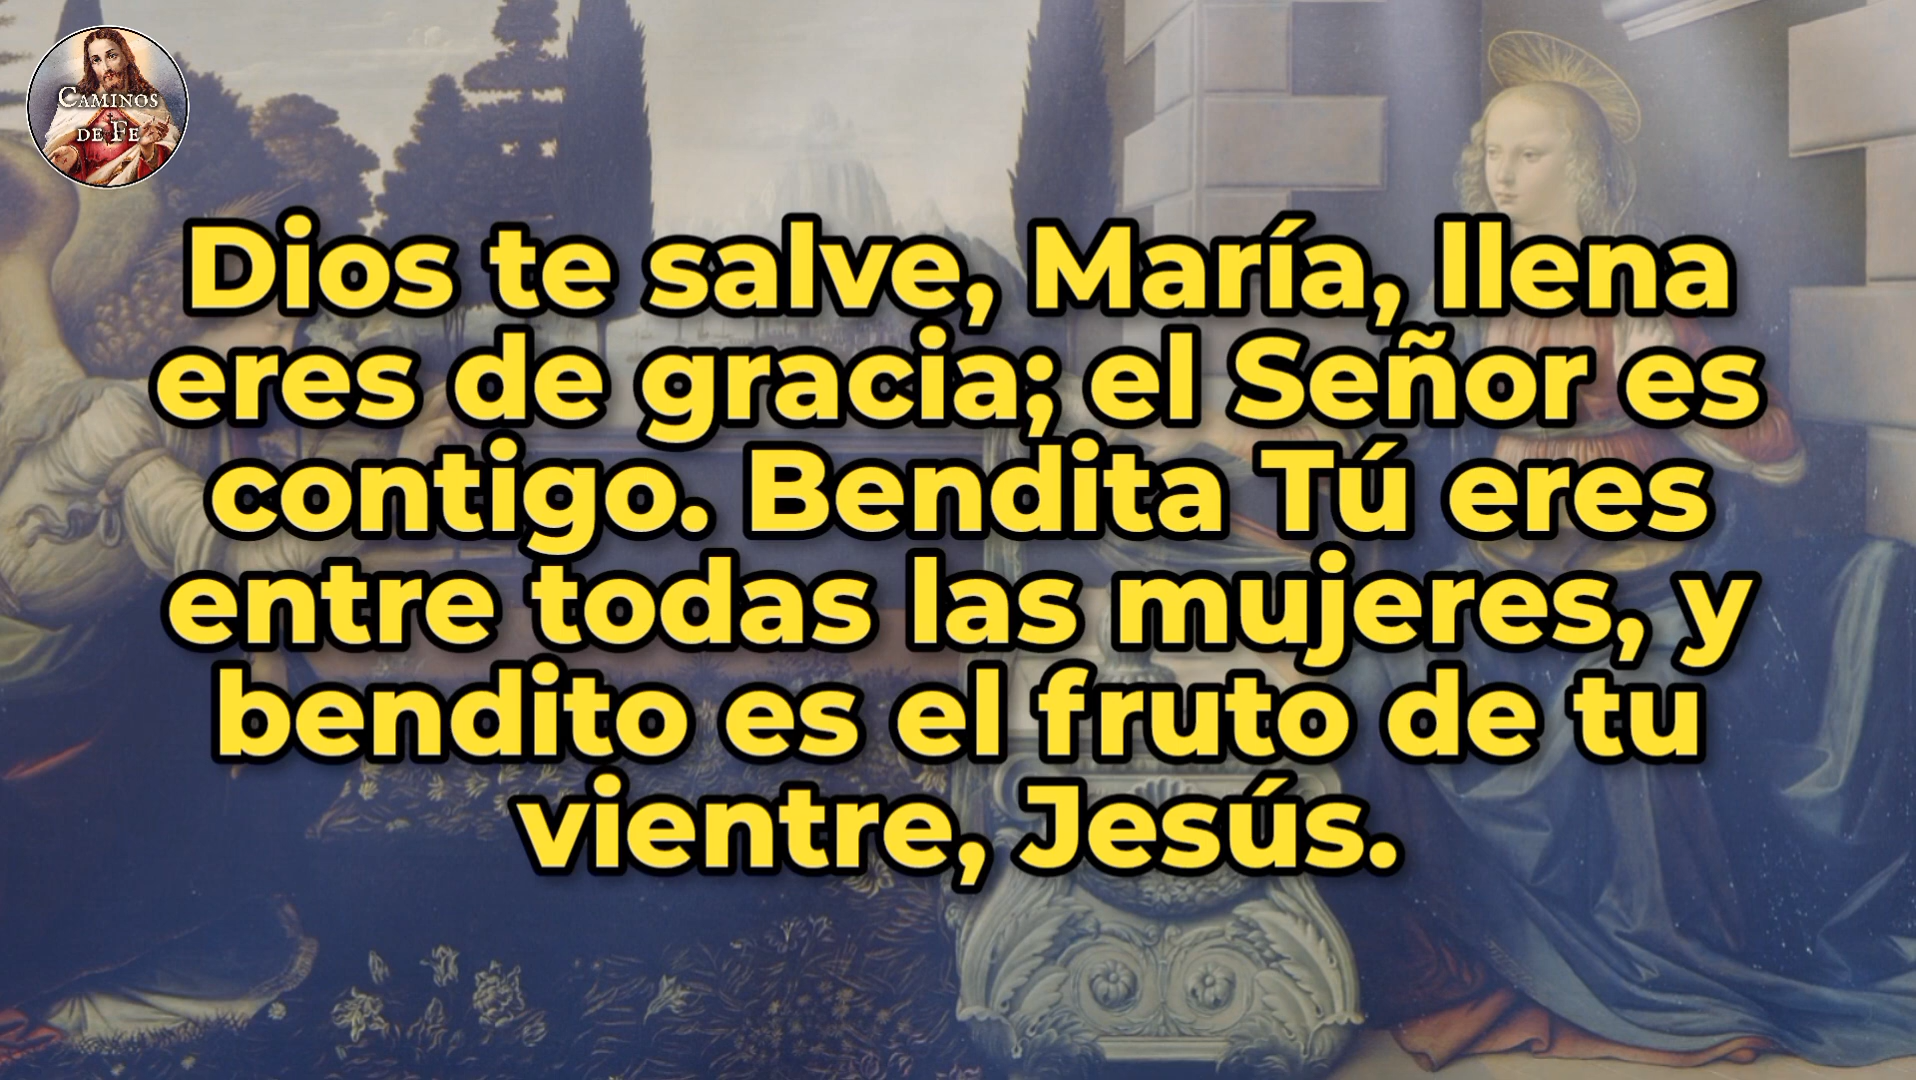 CAMINOS
DE FE
Dios te salve, María, llena
eres de gracia; el Señor es
contigo. Bendita Tú eres
entre todas las mujeres, y
bendito es el fruto de tu
vientre, Jesús.